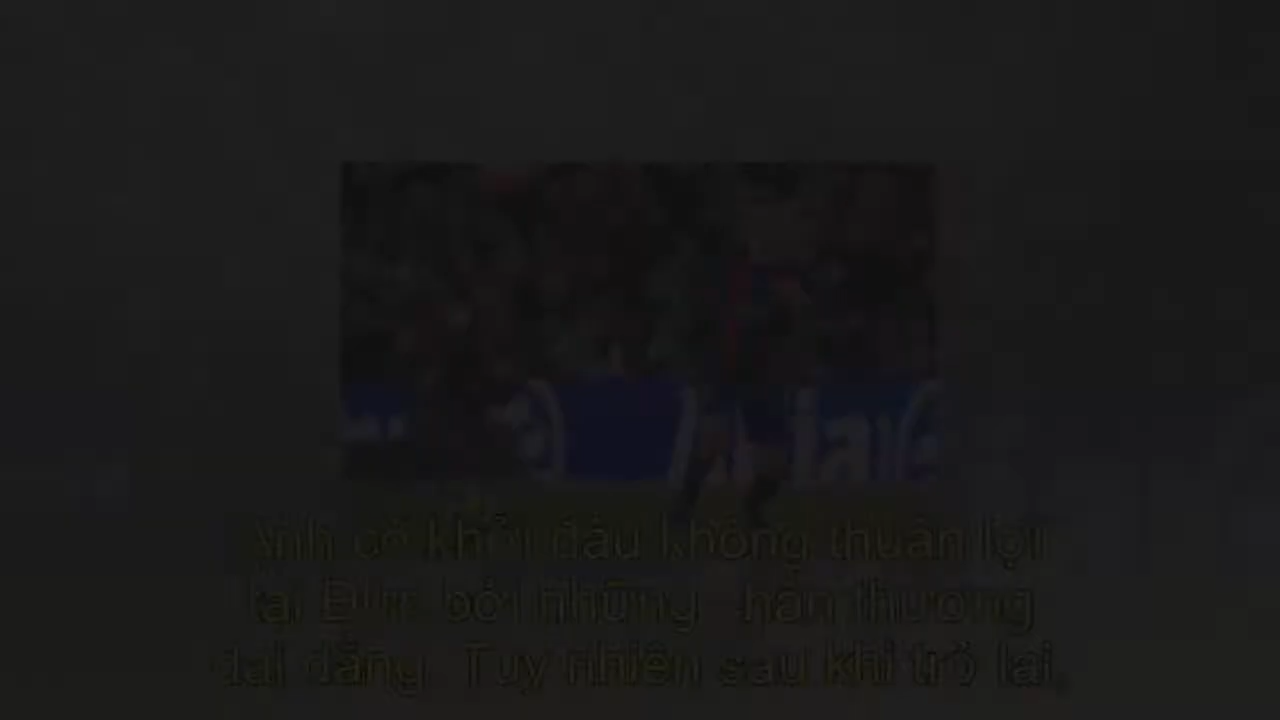 Anh có khởi đầu không thuận lợi
tại Đức bởi những chấn thương
dai dẳng. Tuy nhiên sau khi trở lại,